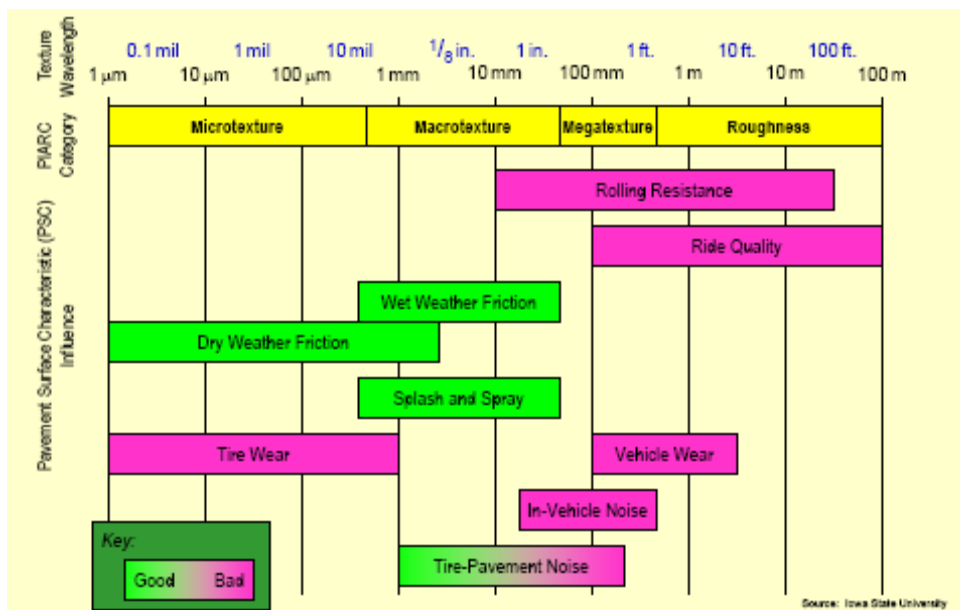 Texture
Wavelength
0.1 mil 1 mil 10 mil 1/8 in. 1 in. 1 ft. 10 ft. 100 ft.
1 µm 10 µm 100 µm 1 mm 10 mm 100 mm 1 m 10 m 100 m
PIARC
Category
Microtexture Macrotexture Megatexture Roughness
Pavement Surface Characteristic (PSC)
Influence
Rolling Resistance
Ride Quality
Wet Weather Friction
Dry Weather Friction
Splash and Spray
Tire Wear Vehicle Wear
In-Vehicle Noise
Tire-Pavement Noise
Key:
Good Bad
Source: Iowa State University